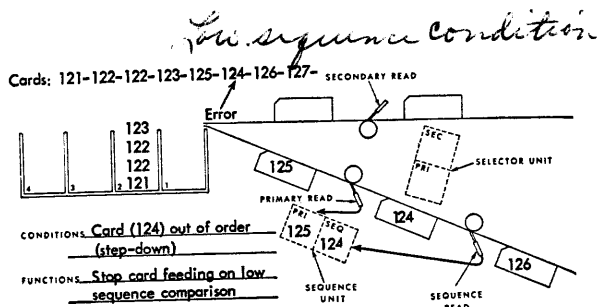 Low sequence condition
Cards: 121-122-122-123-125-124-126-127-
SECONDARY READ
Error
123
122
122
121
4 3 2 1
SEC
PRI
SELECTOR UNIT
125
PRIMARY READ
124
PRI
125
SEQ
124
126
SEQUENCE
UNIT
SEQUENCE
READ
CONDITIONS Card (124) out of order
(step-down)
FUNCTIONS Stop card feeding on low
sequence comparison